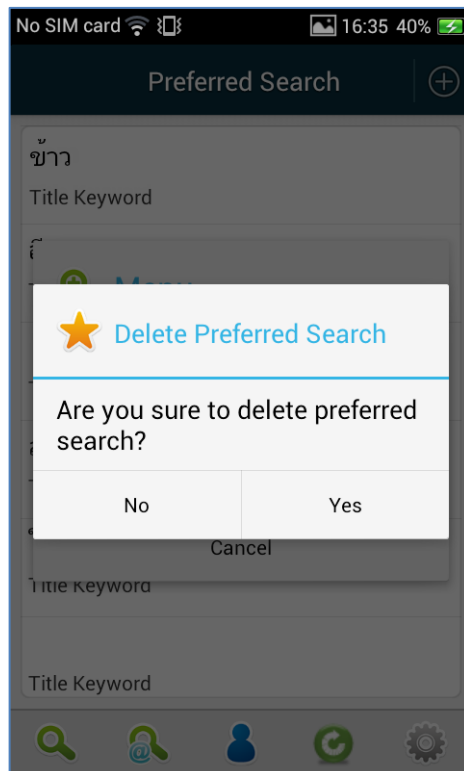 No SIM card 16:35 40%
Preferred Search
ข้าว
Title Keyword
Menu
Delete Preferred Search
Are you sure to delete preferred
search?
No Yes
Cancel
Title Keyword
Title Keyword